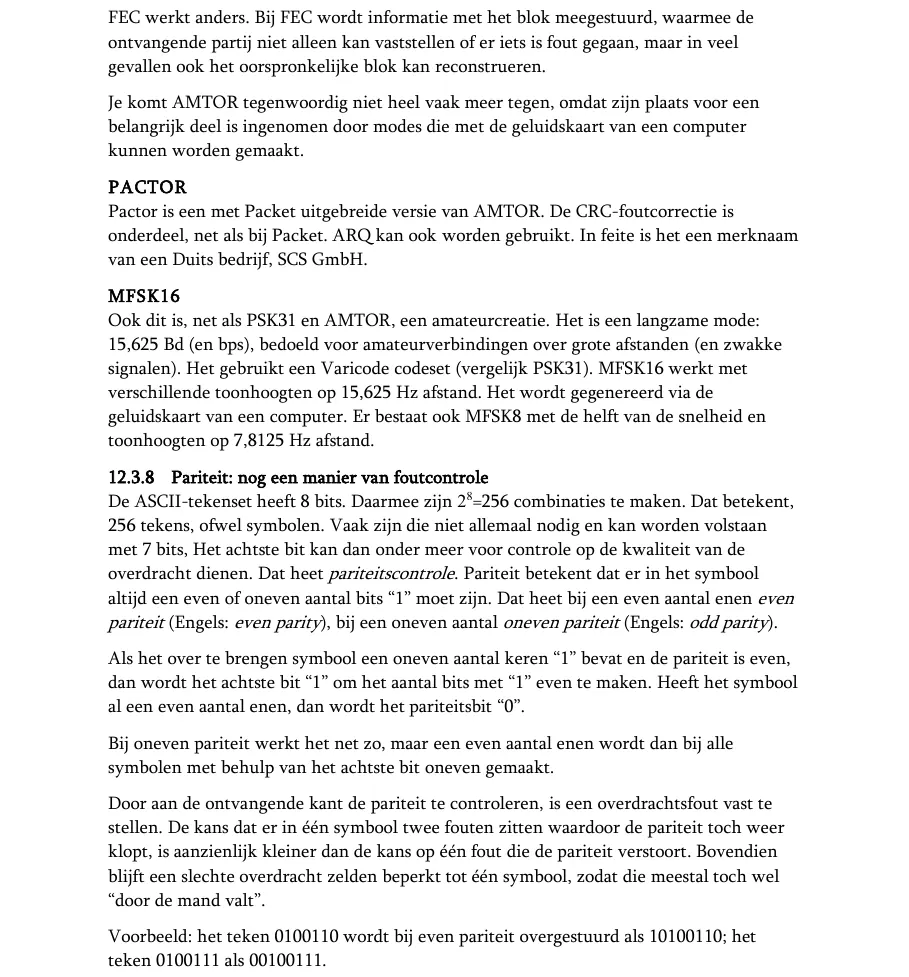 FEC werkt anders. Bij FEC wordt informatie met het blok meegestuurd, waarmee de
ontvangende partij niet alleen kan vaststellen of er iets is fout gegaan, maar in veel
gevallen ook het oorspronkelijke blok kan reconstrueren.
Je komt AMTOR tegenwoordig niet heel vaak meer tegen, omdat zijn plaats voor een
belangrijk deel is ingenomen door modes die met de geluidskaart van een computer
kunnen worden gemaakt.
PACTOR
Pactor is een met Packet uitgebreide versie van AMTOR. De CRC-foutcorrectie is
onderdeel, net als bij Packet. ARQ kan ook worden gebruikt. In feite is het een merknaam
van een Duits bedrijf, SCS GmbH.
MFSK16
Ook dit is, net als PSK31 en AMTOR, een amateurcreatie. Het is een langzame mode:
15,625 Bd (en bps), bedoeld voor amateurverbindingen over grote afstanden (en zwakke
signalen). Het gebruikt een Varicode codeset (vergelijk PSK31). MFSK16 werkt met
verschillende toonhoogten op 15,625 Hz afstand. Het wordt gegenereerd via de
geluidskaart van een computer. Er bestaat ook MFSK8 met de helft van de snelheid en
toonhoogten op 7,8125 Hz afstand.
12.3.8 Pariteit: nog een manier van foutcontrole
De ASCII-tekenset heeft 8 bits. Daarmee zijn 2⁸=256 combinaties te maken. Dat betekent,
256 tekens, ofwel symbolen. Vaak zijn die niet allemaal nodig en kan worden volstaan
met 7 bits, Het achtste bit kan dan onder meer voor controle op de kwaliteit van de
overdracht dienen. Dat heet pariteitscontrole. Pariteit betekent dat er in het symbool
altijd een even of oneven aantal bits “1” moet zijn. Dat heet bij een even aantal enen even
pariteit (Engels: even parity), bij een oneven aantal oneven pariteit (Engels: odd parity).
Als het over te brengen symbool een oneven aantal keren “1” bevat en de pariteit is even,
dan wordt het achtste bit “1” om het aantal bits met “1” even te maken. Heeft het symbool
al een even aantal enen, dan wordt het pariteitsbit “0”.
Bij oneven pariteit werkt het net zo, maar een even aantal enen wordt dan bij alle
symbolen met behulp van het achtste bit oneven gemaakt.
Door aan de ontvangende kant de pariteit te controleren, is een overdrachtsfout vast te
stellen. De kans dat er in één symbool twee fouten zitten waardoor de pariteit toch weer
klopt, is aanzienlijk kleiner dan de kans op één fout die de pariteit verstoort. Bovendien
blijft een slechte overdracht zelden beperkt tot één symbool, zodat die meestal toch wel
“door de mand valt”.
Voorbeeld: het teken 0100110 wordt bij even pariteit overgestuurd als 10100110; het
teken 0100111 als 00100111.